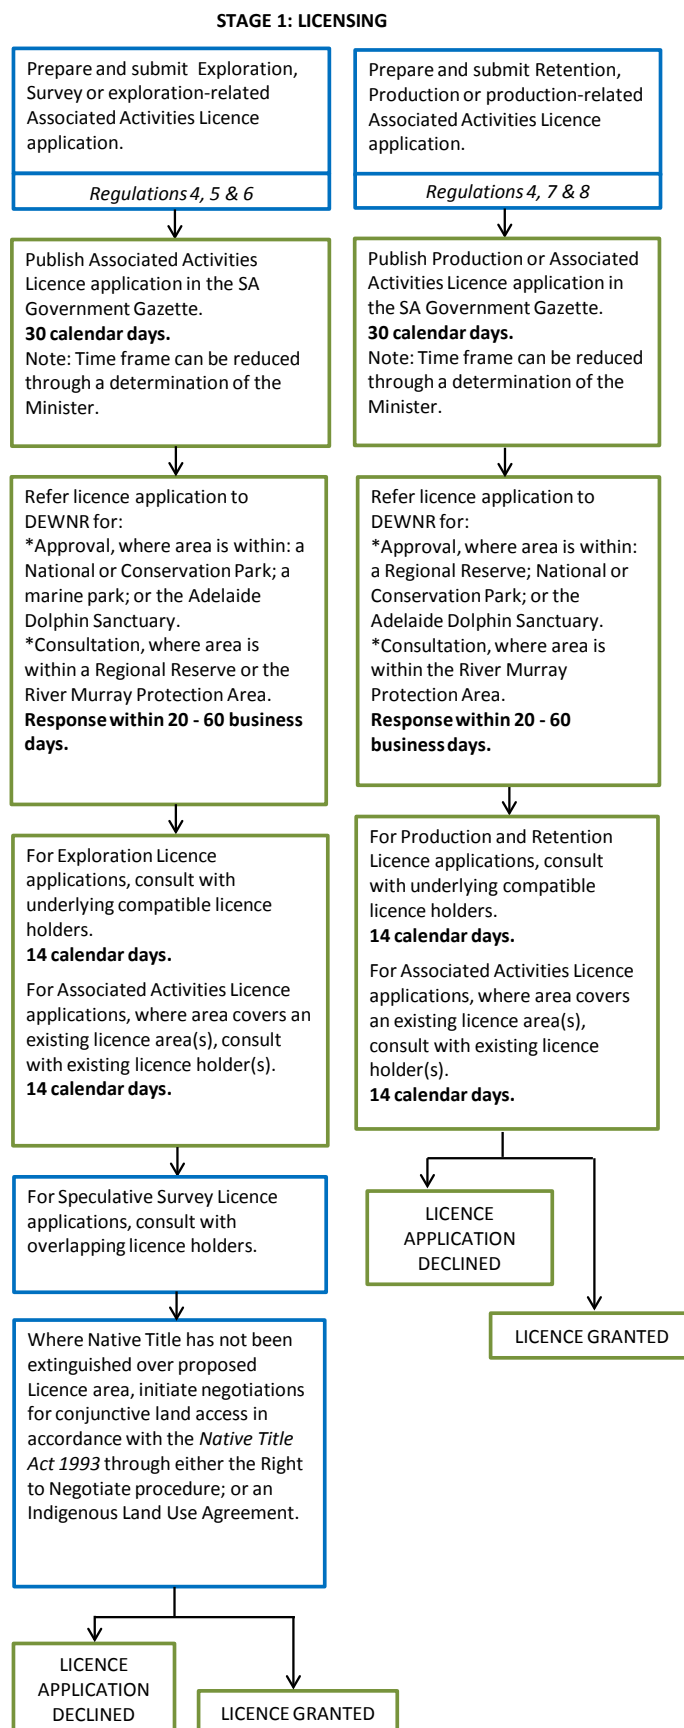 STAGE 1: LICENSING
Prepare and submit Exploration,
Survey or exploration-related
Associated Activities Licence
application.
Regulations 4, 5 & 6
Publish Associated Activities
Licence application in the SA
Government Gazette.
30 calendar days.
Note: Time frame can be reduced
through a determination of the
Minister.
Refer licence application to
DEWNR for:
*Approval, where area is within: a
National or Conservation Park; a
marine park; or the Adelaide
Dolphin Sanctuary.
*Consultation, where area is
within a Regional Reserve or the
River Murray Protection Area.
Response within 20 - 60 business
days.
For Exploration Licence
applications, consult with
underlying compatible licence
holders.
14 calendar days.
For Associated Activities Licence
applications, where area covers an
existing licence area(s), consult
with existing licence holder(s).
14 calendar days.
For Speculative Survey Licence
applications, consult with
overlapping licence holders.
Where Native Title has not been
extinguished over proposed
Licence area, initiate negotiations
for conjunctive land access in
accordance with the Native Title
Act 1993 through either the Right
to Negotiate procedure; or an
Indigenous Land Use Agreement.
LICENCE
APPLICATION
DECLINED
LICENCE GRANTED
Prepare and submit Retention,
Production or production-related
Associated Activities Licence
application.
Regulations 4, 7 & 8
Publish Production or Associated
Activities Licence application in
the SA Government Gazette.
30 calendar days.
Note: Time frame can be reduced
through a determination of the
Minister.
Refer licence application to
DEWNR for:
*Approval, where area is within:
a Regional Reserve; National or
Conservation Park; or the
Adelaide Dolphin Sanctuary.
*Consultation, where area is
within the River Murray
Protection Area.
Response within 20 - 60
business days.
For Production and Retention
Licence applications, consult
with underlying compatible
licence holders.
14 calendar days.
For Associated Activities Licence
applications, where area covers
an existing licence area(s),
consult with existing licence
holder(s).
14 calendar days.
LICENCE
APPLICATION
DECLINED
LICENCE GRANTED